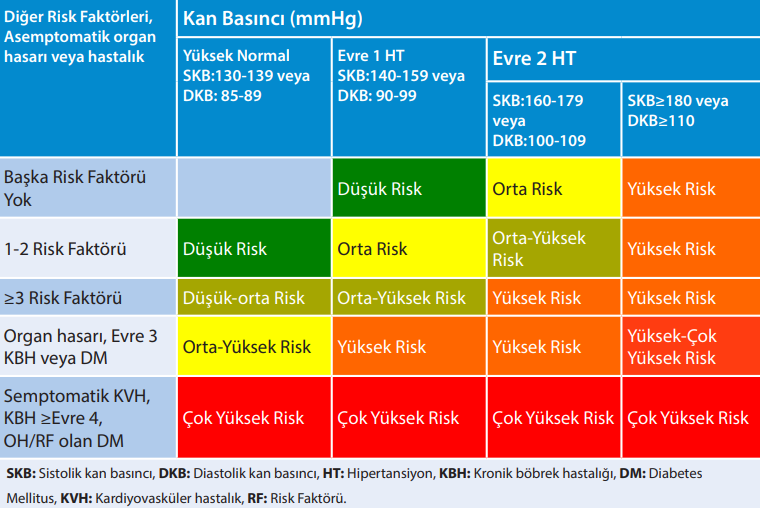 Diğer Risk Faktörleri,
Asemptomatik organ
hasarı veya hastalık
Kan Basıncı (mmHg)
Yüksek Normal
SKB:130-139 veya
DKB: 85-89
Evre 1 HT
SKB:140-159 veya
DKB: 90-99
Evre 2 HT
SKB:160-179
veya
DKB:100-109
SKB≥180 veya
DKB≥110
Başka Risk Faktörü
Yok
Düşük Risk
Orta Risk
Yüksek Risk
1-2 Risk Faktörü
Düşük Risk
Orta Risk
Orta-Yüksek
Risk
Yüksek Risk
≥3 Risk Faktörü
Düşük-orta Risk
Orta-Yüksek Risk
Yüksek Risk
Yüksek Risk
Organ hasarı, Evre 3
KBH veya DM
Orta-Yüksek Risk
Yüksek Risk
Yüksek Risk
Yüksek-Çok
Yüksek Risk
Semptomatik KVH,
KBH ≥Evre 4,
OH/RF olan DM
Çok Yüksek Risk
Çok Yüksek Risk
Çok Yüksek Risk
Çok Yüksek Risk
SKB: Sistolik kan basıncı, DKB: Diastolik kan basıncı, HT: Hipertansiyon, KBH: Kronik böbrek hastalığı, DM: Diabetes
Mellitus, KVH: Kardiyovasküler hastalık, RF: Risk Faktörü.